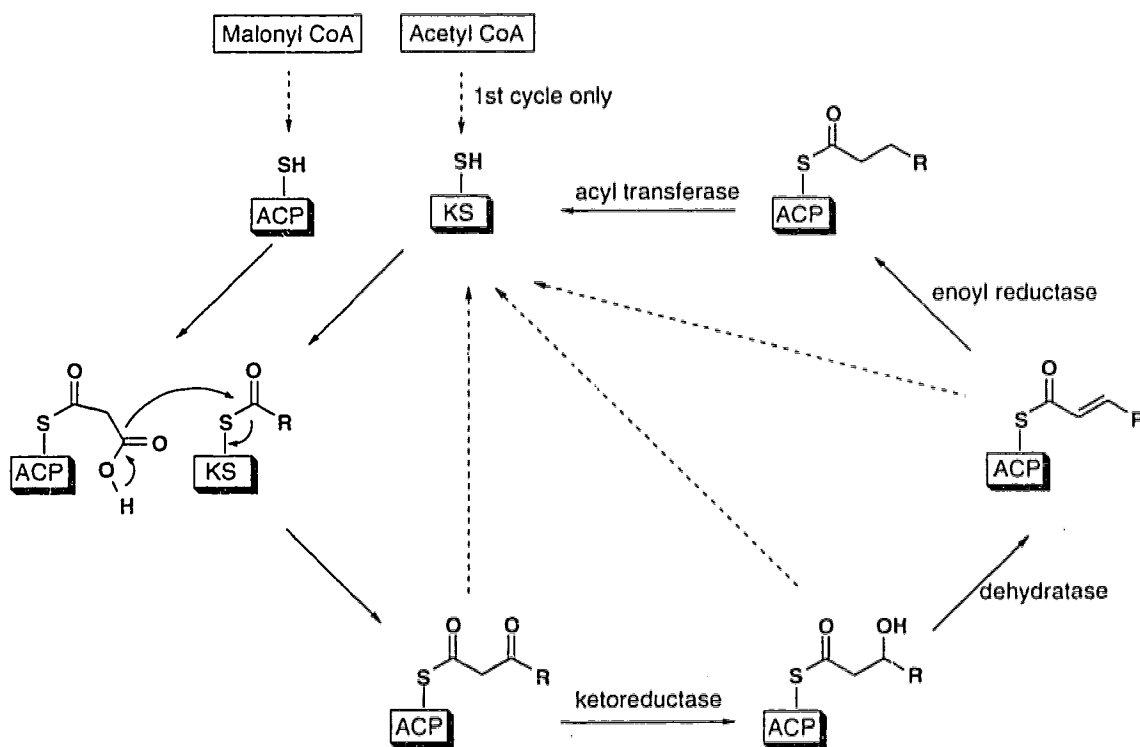 Malonyl CoA
Acetyl CoA
1st cycle only
SH
ACP
SH
KS
acyl transferase
O
S
R
ACP
enoyl reductase
O
S
O
O
H
ACP
O
S
R
KS
O
S
R
ACP
dehydratase
O
O
S
R
ACP
ketoreductase
O
OH
S
R
ACP